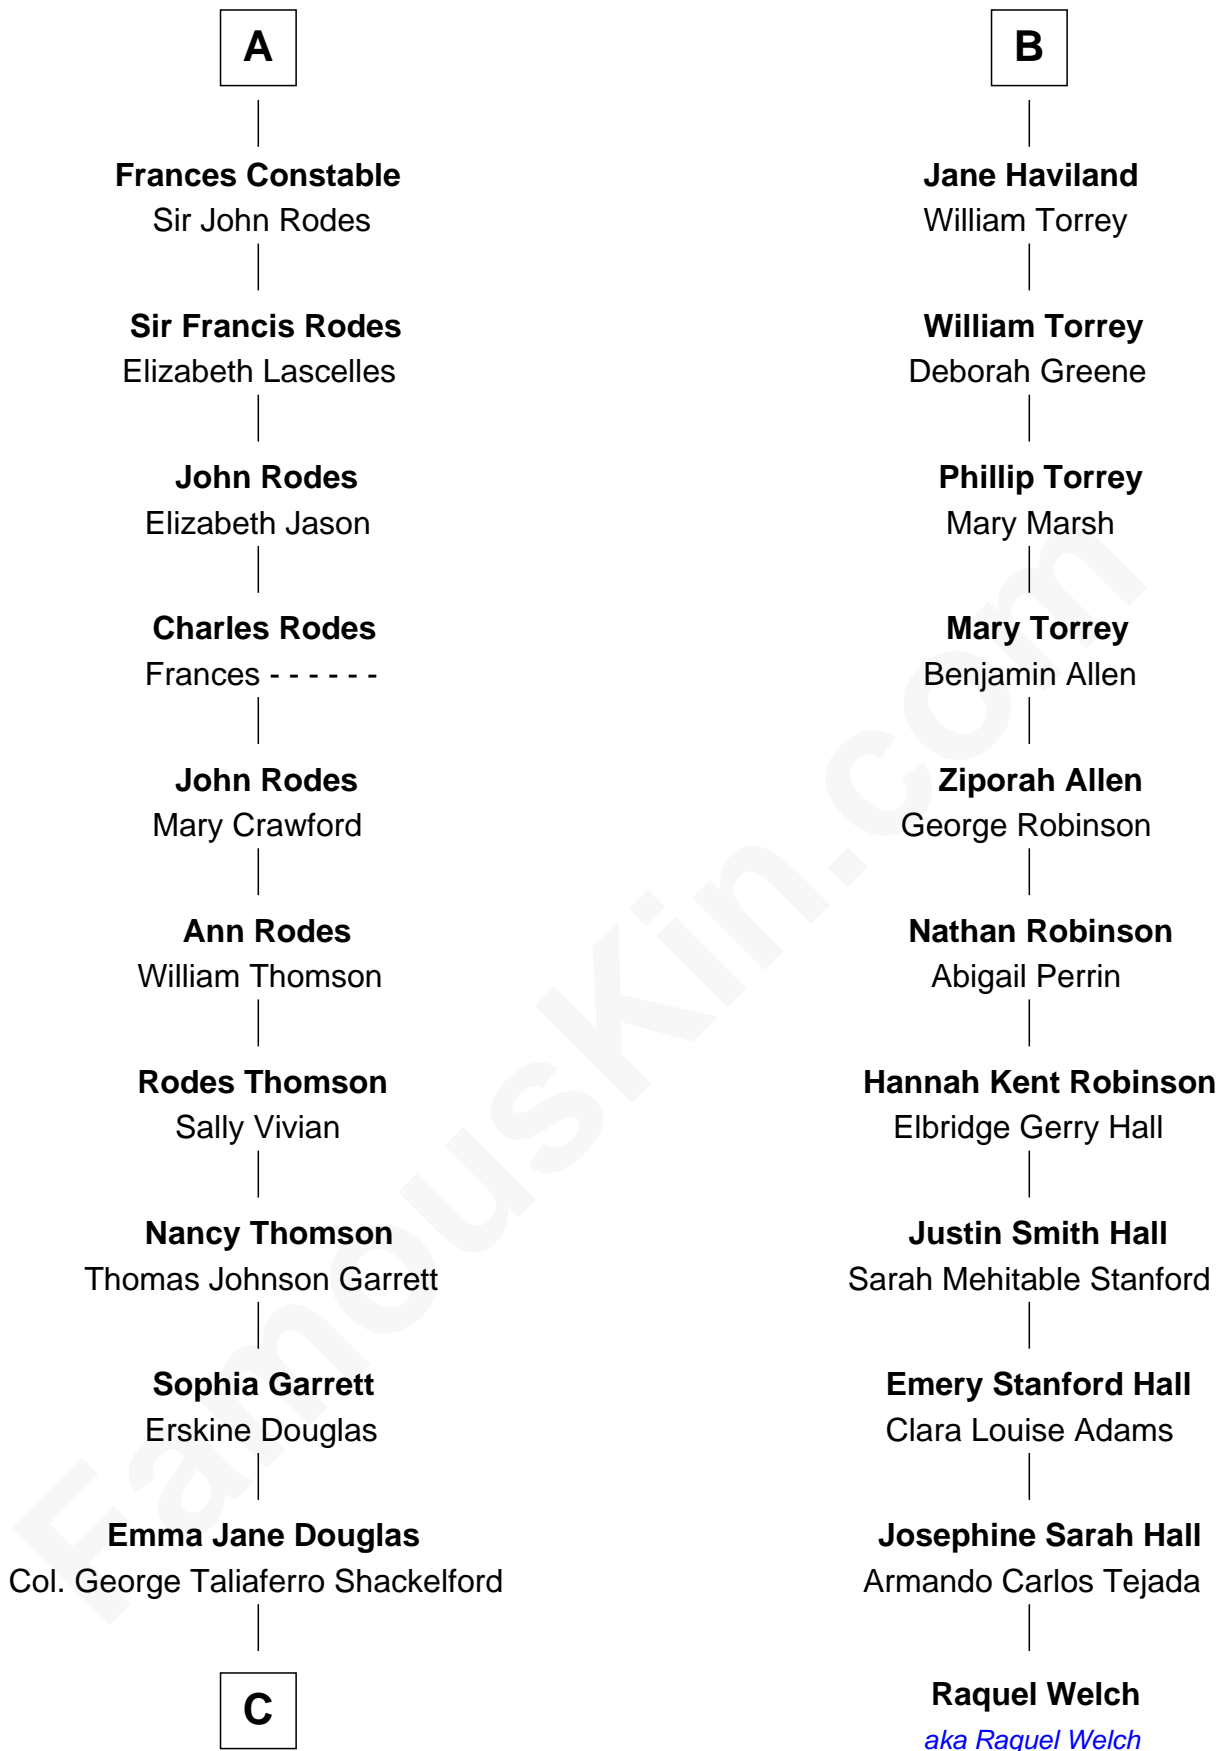 A
Frances Constable
Sir John Rodes
Sir Francis Rodes
Elizabeth Lascelles
John Rodes
Elizabeth Jason
Charles Rodes
Frances - - - - - -
John Rodes
Mary Crawford
Ann Rodes
William Thomson
Rodes Thomson
Sally Vivian
Nancy Thomson
Thomas Johnson Garrett
Sophia Garrett
Erskine Douglas
Emma Jane Douglas
Col. George Taliaferro Shackelford
C
B
Jane Haviland
William Torrey
William Torrey
Deborah Greene
Phillip Torrey
Mary Marsh
Mary Torrey
Benjamin Allen
Ziporah Allen
George Robinson
Nathan Robinson
Abigail Perrin
Hannah Kent Robinson
Elbridge Gerry Hall
Justin Smith Hall
Sarah Mehitable Stanford
Emery Stanford Hall
Clara Louise Adams
Josephine Sarah Hall
Armando Carlos Tejada
Raquel Welch
aka Raquel Welch
FamousKin.com